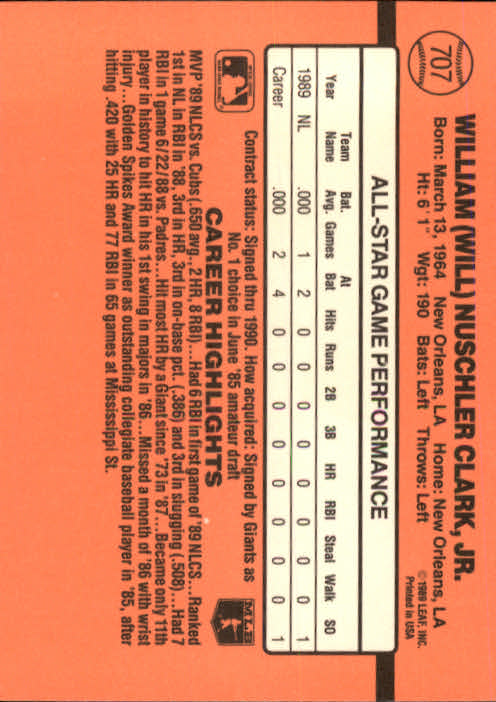 707
WILLIAM (WILL) NUSCHLER CLARK, JR.
Born: March 13, 1964 New Orleans, LA Home: New Orleans, LA
Ht: 6' 1" Wgt: 190 Bats: Left Throws: Left
© 1989 LEAF, INC.
Printed in USA
ALL-STAR GAME PERFORMANCE
Year Team Name Bat. Avg. Games At Bat Hits Runs 2B 3B HR RBI Steal Walk SO
1989 NL .000 1 2 0 0 0 0 0 0 0 0 1
Career .000 2 4 0 0 0 0 0 0 0 0 1
Contract status: Signed thru 1990. How acquired: Signed by Giants as
No. 1 choice in June '85 amateur draft
MLB
CAREER HIGHLIGHTS
MVP '89 NLCS vs. Cubs (.650 avg., 2 HR, 8 RBI)...Had 6 RBI in first game of '89 NLCS...Ranked
1st in NL in RBI in '88, 3rd in HR, 3rd in on-base pct. (.386) and 3rd in slugging (.508)...Had 7
RBI in 1 game 6/22/88 vs. Padres...Hit most HR by a Giant since '73 in '87...Became only 11th
player in history to hit HR in his 1st swing in majors in '86...Missed a month of '86 with wrist
injury...Golden Spikes Award winner as outstanding collegiate baseball player in '85, after
hitting .420 with 25 HR and 77 RBI in 65 games at Mississippi St.